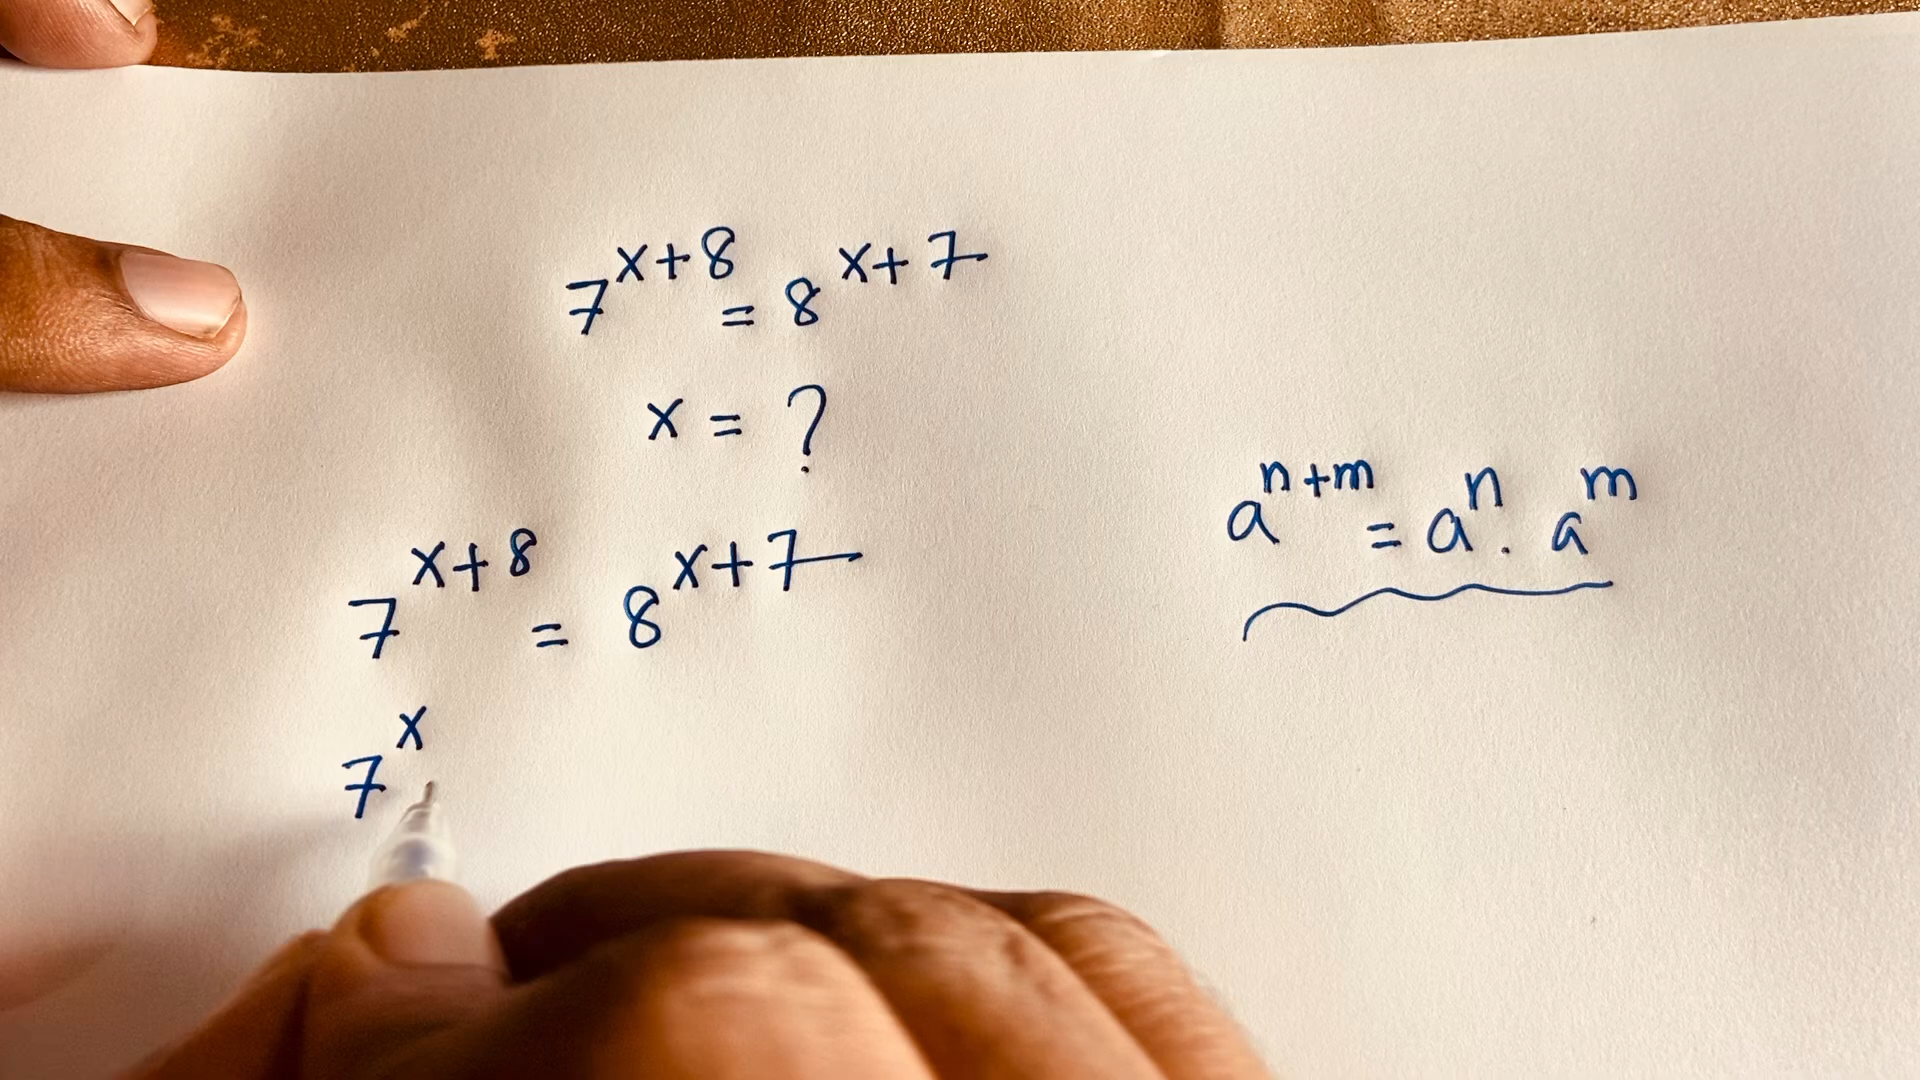 7^{x+8} = 8^{x+7}
x = ?
a^{n+m} = a^n . a^m
7^{x+8} = 8^{x+7}
7^x